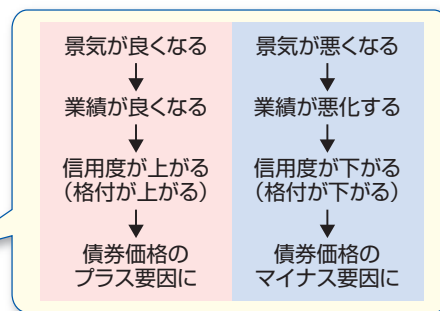 景気が良くなる
↓
業績が良くなる
↓
信用度が上がる
（格付が上がる）
↓
債券価格の
プラス要因に
景気が悪くなる
↓
業績が悪化する
↓
信用度が下がる
（格付が下がる）
↓
債券価格の
マイナス要因に